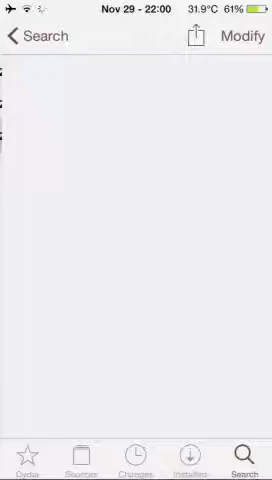 Nov 29 - 22:00 31.9°C 61%
Search Modify
Cydia Sources Changes Installed Search